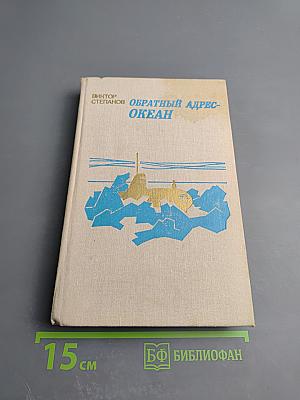 ВИКТОР
СТЕПАНОВ
ОБРАТНЫЙ АДРЕС-
ОКЕАН
15 см
БФ БИБЛИОФАН